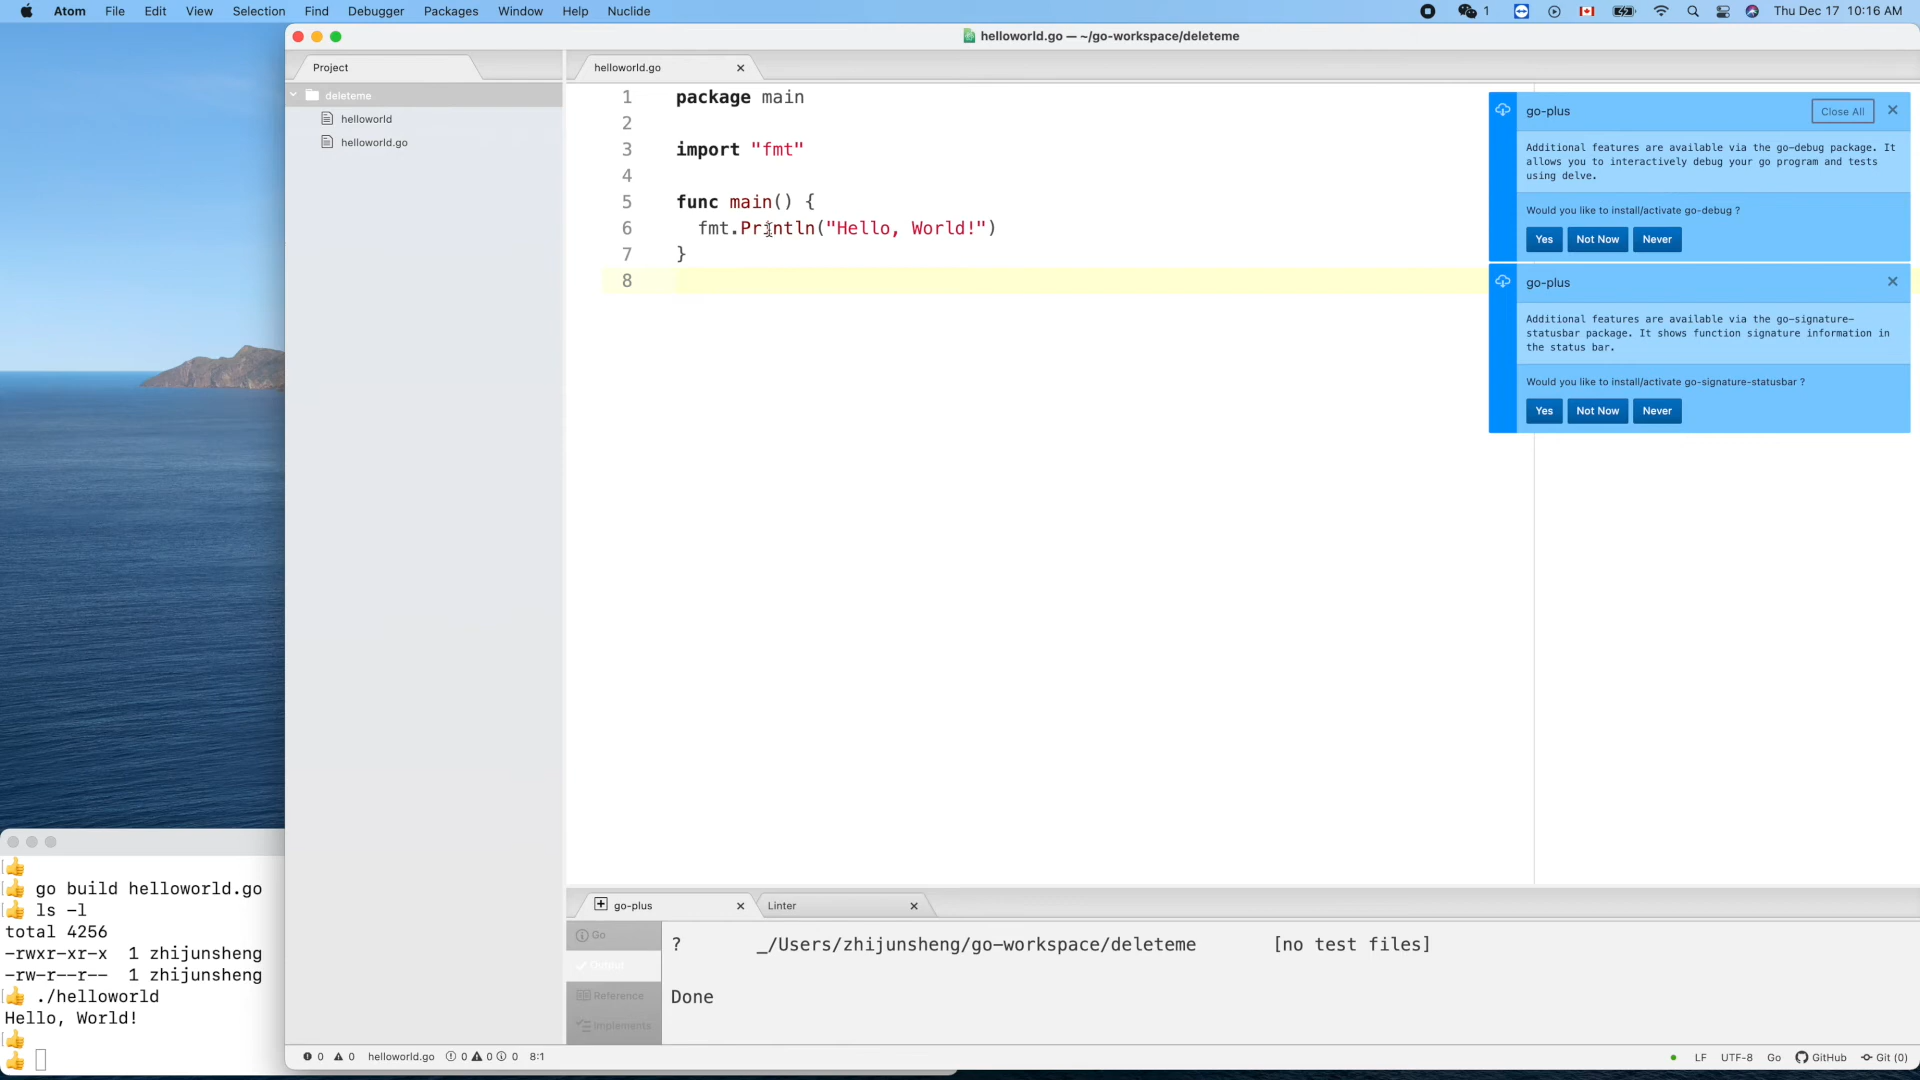 Atom File Edit View Selection Find Debugger Packages Window Help Nuclide 1 Thu Dec 17 10:16 AM
helloworld.go — ~/go-workspace/deleteme
Project
deleteme
helloworld
helloworld.go
helloworld.go
1 package main
2
3 import "fmt"
4
5 func main() {
6 fmt.Println("Hello, World!")
7 }
8
go-plus Close All
Additional features are available via the go-debug package. It
allows you to interactively debug your go program and tests
using delve.
Would you like to install/activate go-debug ?
Yes Not Now Never
go-plus
Additional features are available via the go-signature-
statusbar package. It shows function signature information in
the status bar.
Would you like to install/activate go-signature-statusbar ?
Yes Not Now Never
👍
👍 go build helloworld.go
👍 ls -l
total 4256
-rwxr-xr-x 1 zhijunsheng
-rw-r--r-- 1 zhijunsheng
👍 ./helloworld
Hello, World!
👍
👍
go-plus Linter
Go
Output
Reference
Implements
? _/Users/zhijunsheng/go-workspace/deleteme [no test files]
Done
0 0 helloworld.go 0 0 0 8:1 LF UTF-8 Go GitHub Git (0)